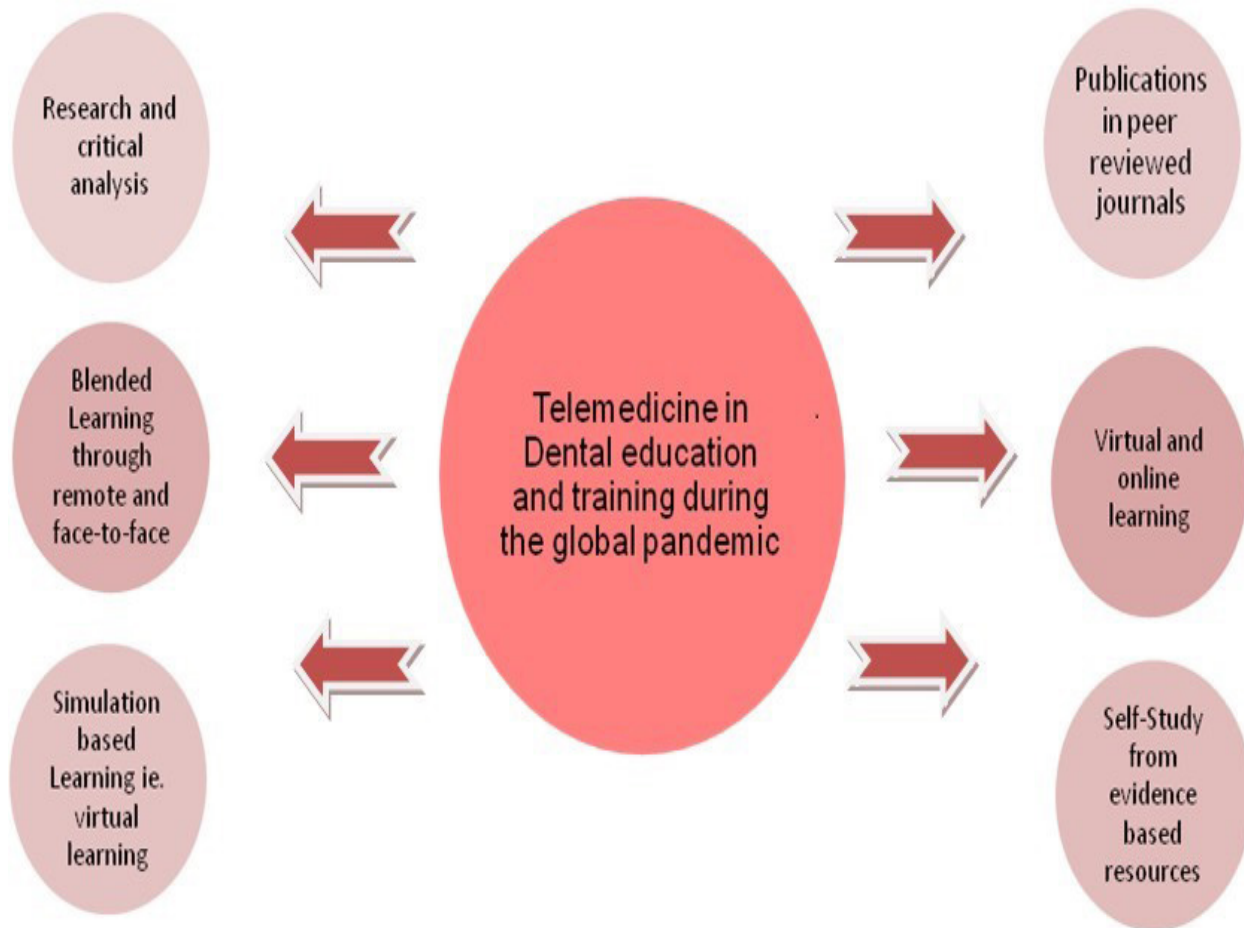 Research and
critical
analysis
Blended
Learning
through
remote and
face-to-face
Simulation
based
Learning ie.
virtual
learning
Telemedicine in
Dental education
and training during
the global pandemic
Publications
in peer
reviewed
journals
Virtual and
online
learning
Self-Study
from
evidence
based
resources